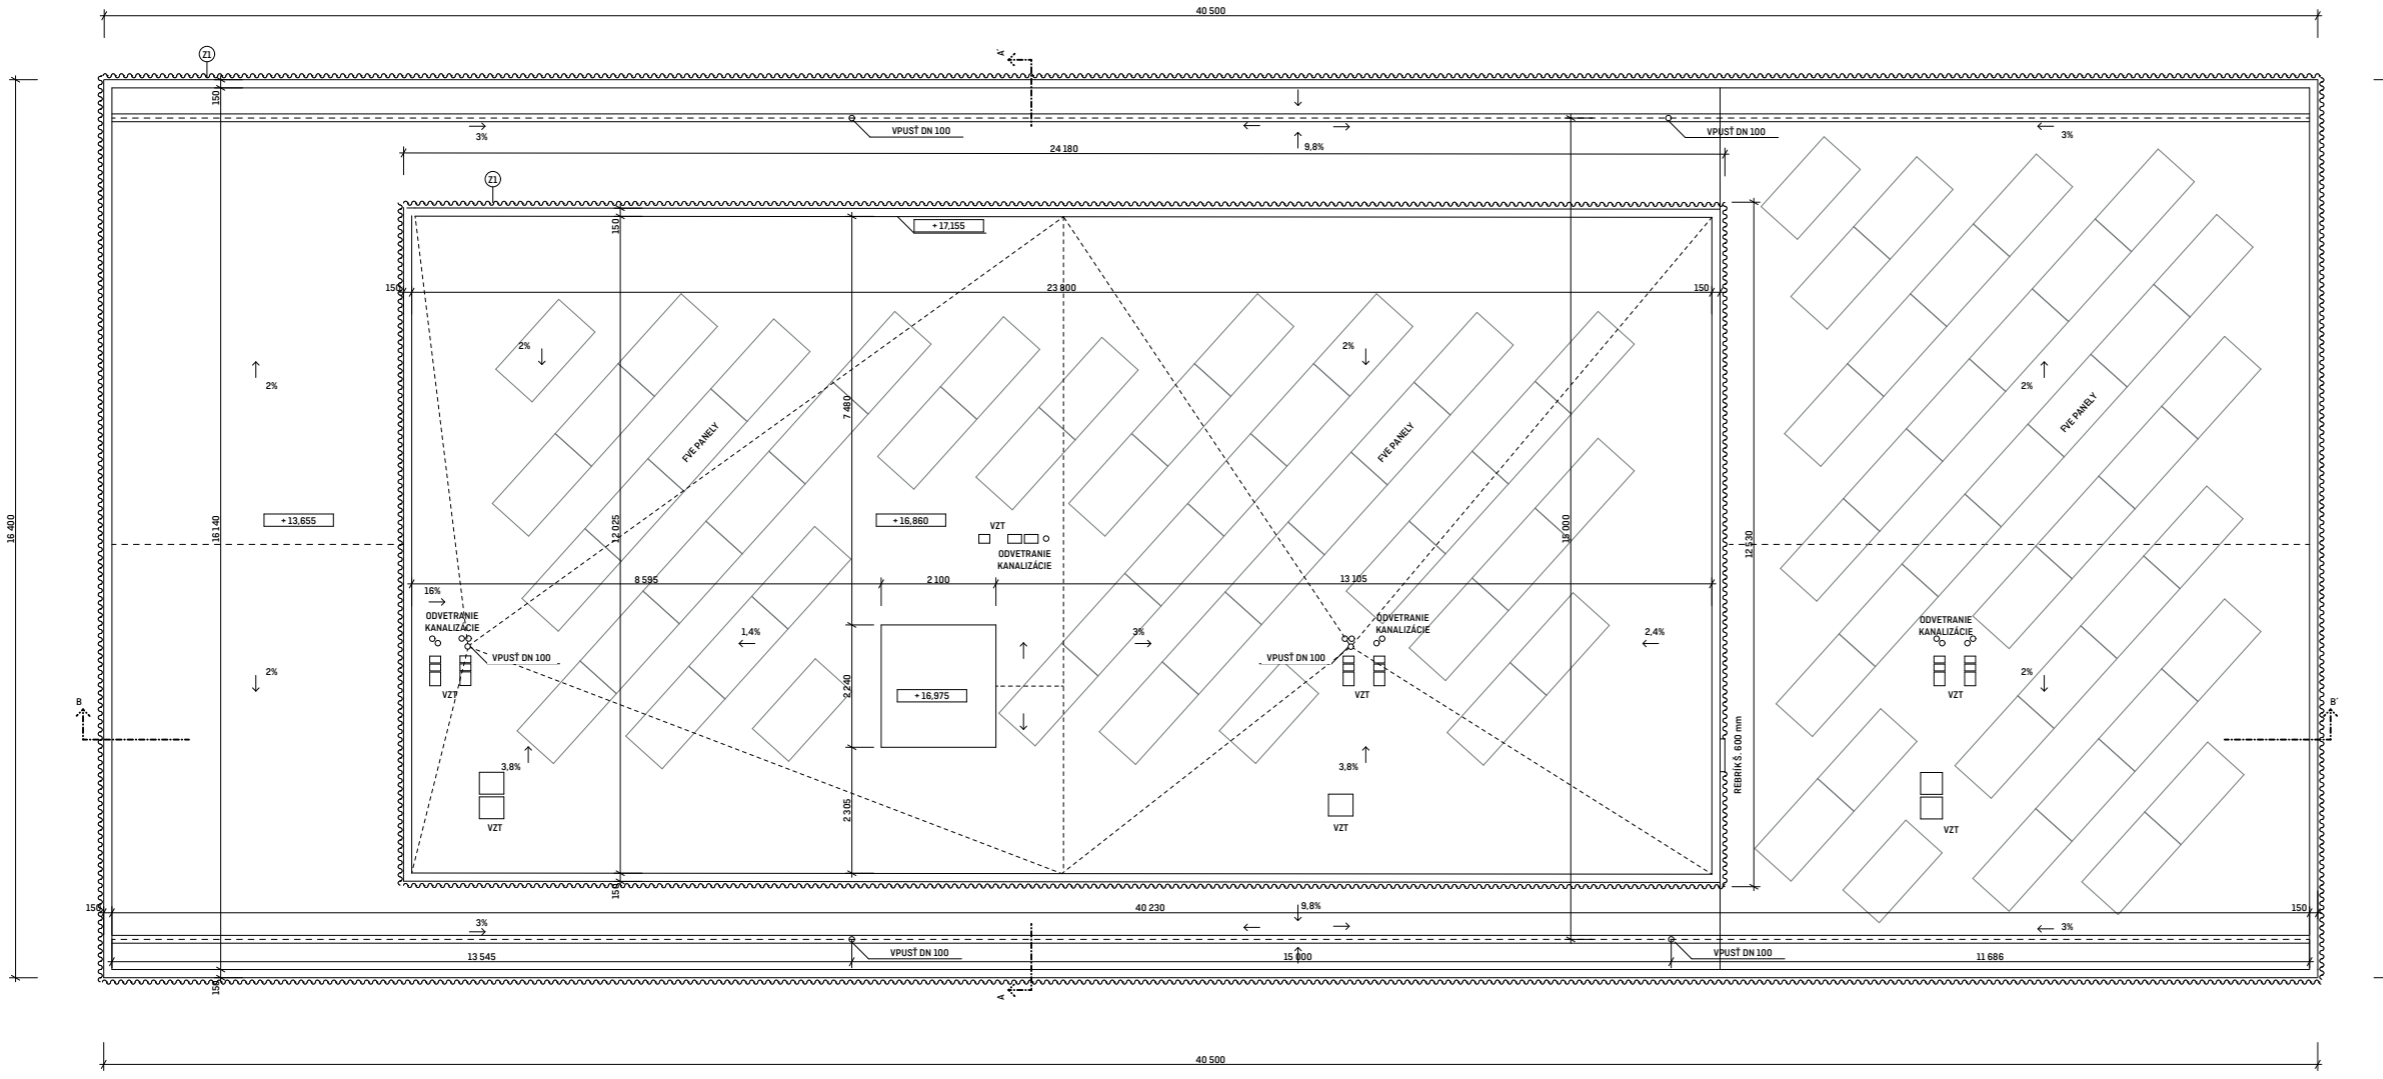 40 500
Z1
A'
150
VPUSŤ DN 100
VPUSŤ DN 100
3%
3%
9,8%
24 180
Z1
150
+ 17,155
150
23 800
150
2%
2%
2%
2%
7 480
FVE PANELY
FVE PANELY
FVE PANELY
16 400
16 140
+ 13,655
12 025
+ 16,860
VZT
ODVETRANIE
KANALIZÁCIE
15 000
12 530
8 595
2 100
13 105
16%
ODVETRANIE
KANALIZÁCIE
ODVETRANIE
KANALIZÁCIE
ODVETRANIE
KANALIZÁCIE
1,4%
3%
2,4%
VPUSŤ DN 100
VPUSŤ DN 100
2%
2%
VZT
2 240
+ 16,975
VZT
VZT
B
B'
3,8%
3,8%
REBRÍK Š. 600 mm
2 305
VZT
VZT
VZT
150
150
40 230
9,8%
150
3%
3%
VPUSŤ DN 100
VPUSŤ DN 100
13 545
15 000
11 686
150
A
40 500